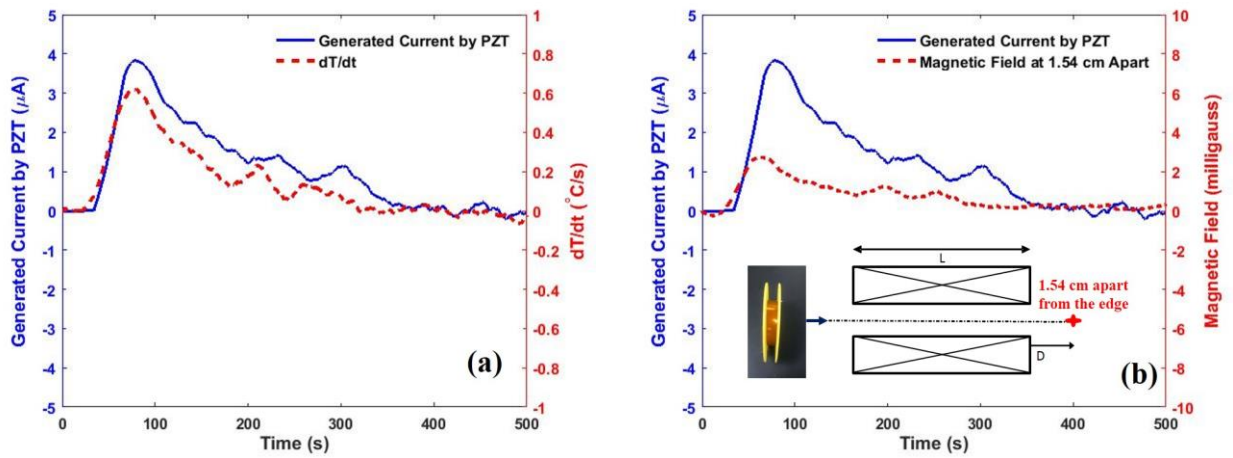 Generated Current by PZT (μA)
5
4
3
2
1
0
-1
-2
-3
-4
-5
Generated Current by PZT
dT/dt
(a)
1
0.8
0.6
0.4
0.2
0
-0.2
-0.4
-0.6
-0.8
-1
dT/dt (°C/s)
0 100 200 300 400 500
Time (s)
Generated Current by PZT (μA)
5
4
3
2
1
0
-1
-2
-3
-4
-5
Generated Current by PZT
Magnetic Field at 1.54 cm Apart
L
1.54 cm apart
from the edge
D
(b)
10
8
6
4
2
0
-2
-4
-6
-8
-10
Magnetic Field (milligauss)
0 100 200 300 400 500
Time (s)